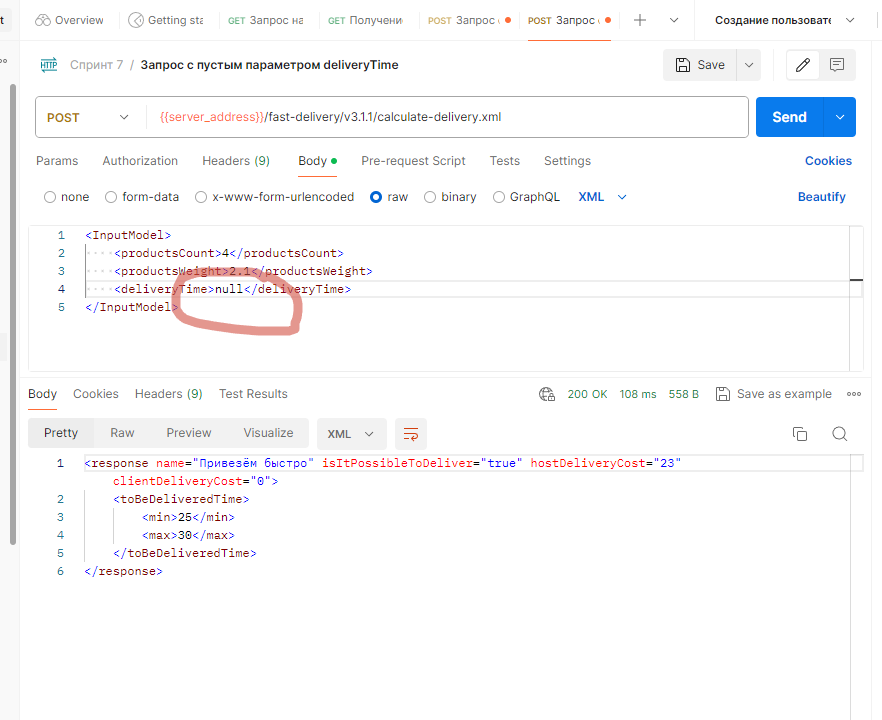 Overview Getting sta GET Запрос на GET Получени POST Запрос POST Запрос Создание пользовате
HTTP Спринт 7 / Запрос с пустым параметром deliveryTime Save
POST {{server_address}}/fast-delivery/v3.1.1/calculate-delivery.xml Send
Params Authorization Headers (9) Body Pre-request Script Tests Settings Cookies
none form-data x-www-form-urlencoded raw binary GraphQL XML Beautify
1 <InputModel>
2 ····<productsCount>4</productsCount>
3 ····<productsWeight>2.1</productsWeight>
4 ····<deliveryTime>null</deliveryTime>
5 </InputModel>
Body Cookies Headers (9) Test Results 200 OK 108 ms 558 B Save as example
Pretty Raw Preview Visualize XML
1 <response name="Привезём быстро" isItPossibleToDeliver="true" hostDeliveryCost="23"
clientDeliveryCost="0">
2 <toBeDeliveredTime>
3 <min>25</min>
4 <max>30</max>
5 </toBeDeliveredTime>
6 </response>